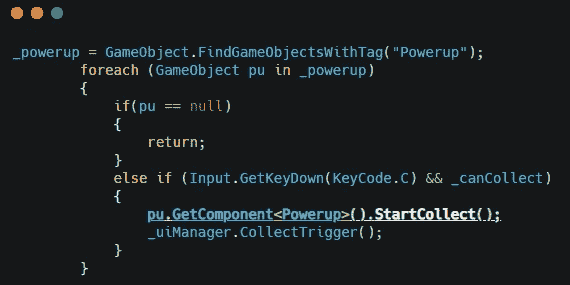 _powerup = GameObject.FindGameObjectsWithTag("Powerup");
foreach (GameObject pu in _powerup)
{
if(pu == null)
{
return;
}
else if (Input.GetKeyDown(KeyCode.C) && _canCollect)
{
pu.GetComponent<Powerup>().StartCollect();
_uiManager.CollectTrigger();
}
}